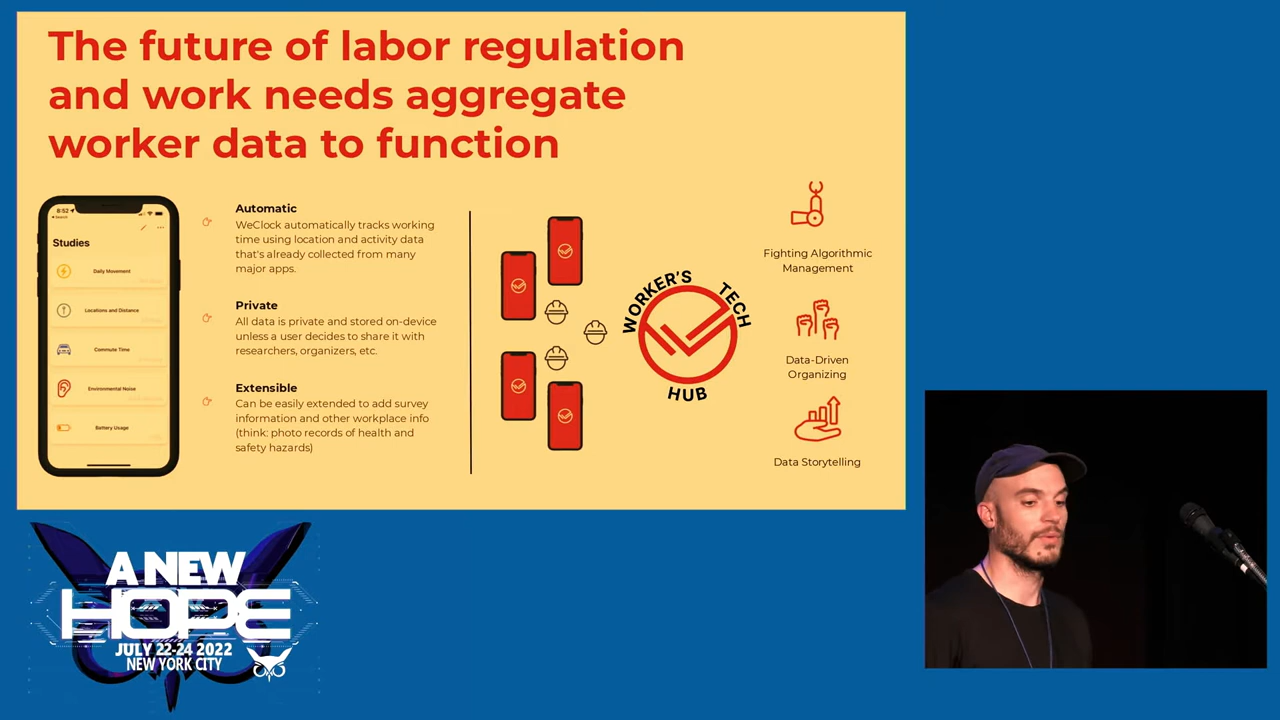 The future of labor regulation
and work needs aggregate
worker data to function
8:52
Search
Studies
Daily Movement
Locations and Distance
Commute Time
Environmental Noise
Battery Usage
Automatic
WeClock automatically tracks working
time using location and activity data
that's already collected from many
major apps.
Private
All data is private and stored on-device
unless a user decides to share it with
researchers, organizers, etc.
Extensible
Can be easily extended to add survey
information and other workplace info
(think: photo records of health and
safety hazards)
WORKER'S TECH
HUB
Fighting Algorithmic
Management
Data-Driven
Organizing
Data Storytelling
A NEW
HOPE
JULY 22-24 2022
NEW YORK CITY